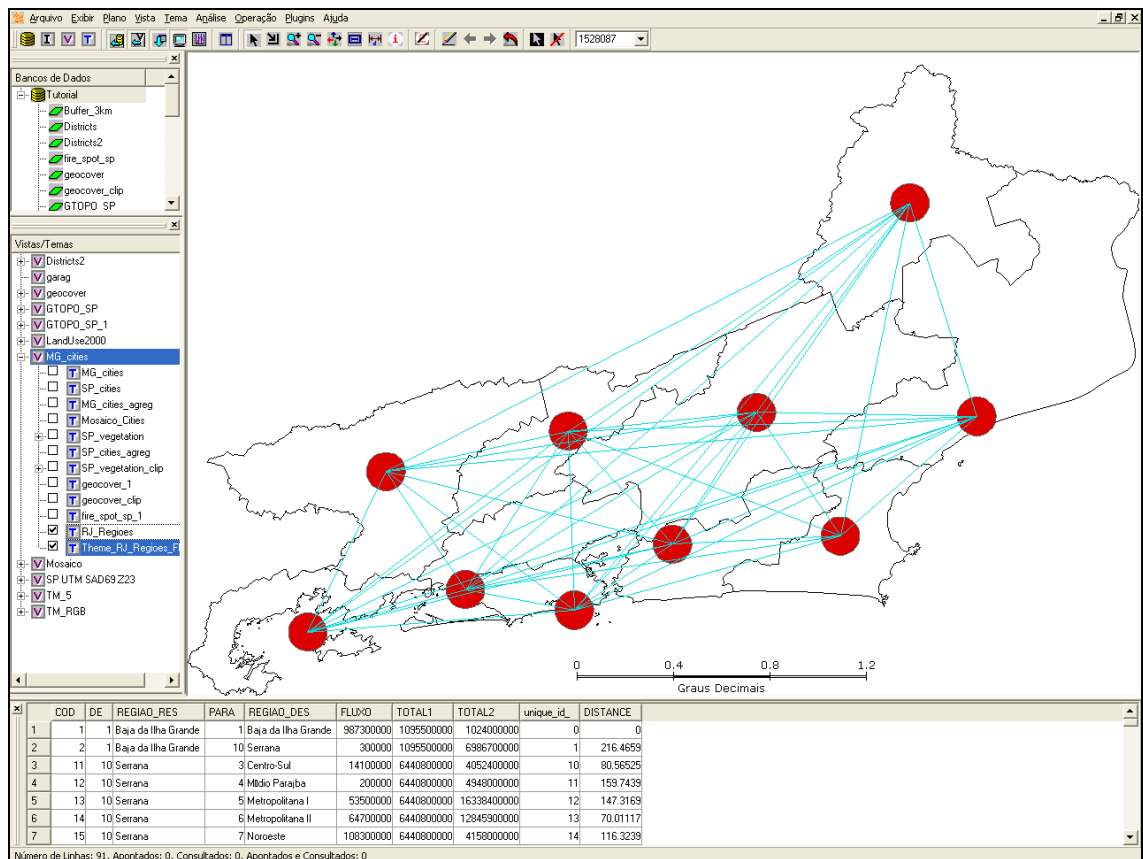 Arquivo Exibir Plano Vista Tema Análise Operação Plugins Ajuda
1528087
Bancos de Dados
Tutorial
Buffer_3km
Districts
Districts2
fire_spot_sp
geocover
geocover_clip
GTOPO_SP
Vistas/Temas
Districts2
garag
geocover
GTOPO_SP
GTOPO_SP_1
LandUse2000
MG_cities
MG_cities
SP_cities
MG_cities_agreg
Mosaico_Cities
SP_vegetation
SP_cities_agreg
SP_vegetation_clip
geocover_1
geocover_clip
fire_spot_sp_1
RJ_Regioes
Theme_RJ_Regioes_Fl
Mosaico
SP UTM SAD69 Z23
TM_5
TM_RGB
0 0.4 0.8 1.2
Graus Decimais
COD DE REGIAO_RES PARA REGIAO_DES FLUXO TOTAL1 TOTAL2 unique_id_ DISTANCE
1 1 1 Baja da Ilha Grande 1 Baja da Ilha Grande 987300000 1095500000 1024000000 0 0
2 2 1 Baja da Ilha Grande 10 Serrana 300000 1095500000 6986700000 1 216.4659
3 11 10 Serrana 3 Centro-Sul 14100000 6440800000 4052400000 10 80.56525
4 12 10 Serrana 4 Mildio Parajba 200000 6440800000 4948000000 11 159.7439
5 13 10 Serrana 5 Metropolitana I 53500000 6440800000 16338400000 12 147.3169
6 14 10 Serrana 6 Metropolitana II 64700000 6440800000 12845900000 13 70.01117
7 15 10 Serrana 7 Noroeste 108300000 6440800000 4158000000 14 116.3239
Número de Linhas: 91, Apontados: 0, Consultados: 0, Apontados e Consultados: 0